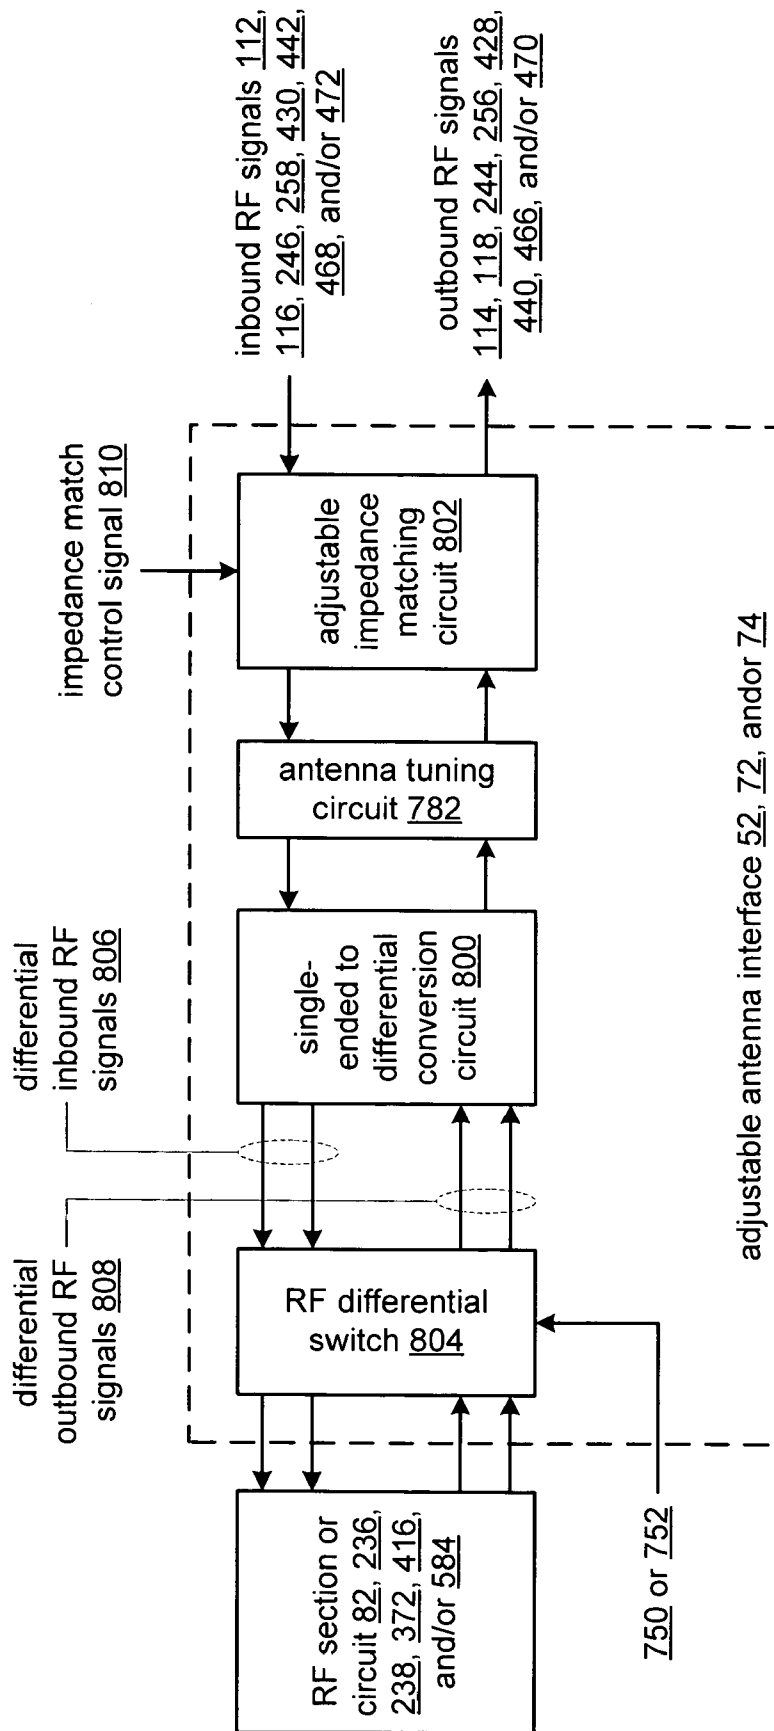 differential
outbound RF
signals 808
differential
inbound RF
signals 806
impedance match
control signal 810
inbound RF signals 112,
116, 246, 258, 430, 442,
468, and/or 472
outbound RF signals
114, 118, 244, 256, 428,
440, 466, and/or 470
RF section or
circuit 82, 236,
238, 372, 416,
and/or 584
RF differential
switch 804
single-
ended to
differential
conversion
circuit 800
antenna tuning
circuit 782
adjustable
impedance
matching
circuit 802
750 or 752
adjustable antenna interface 52, 72, andor 74